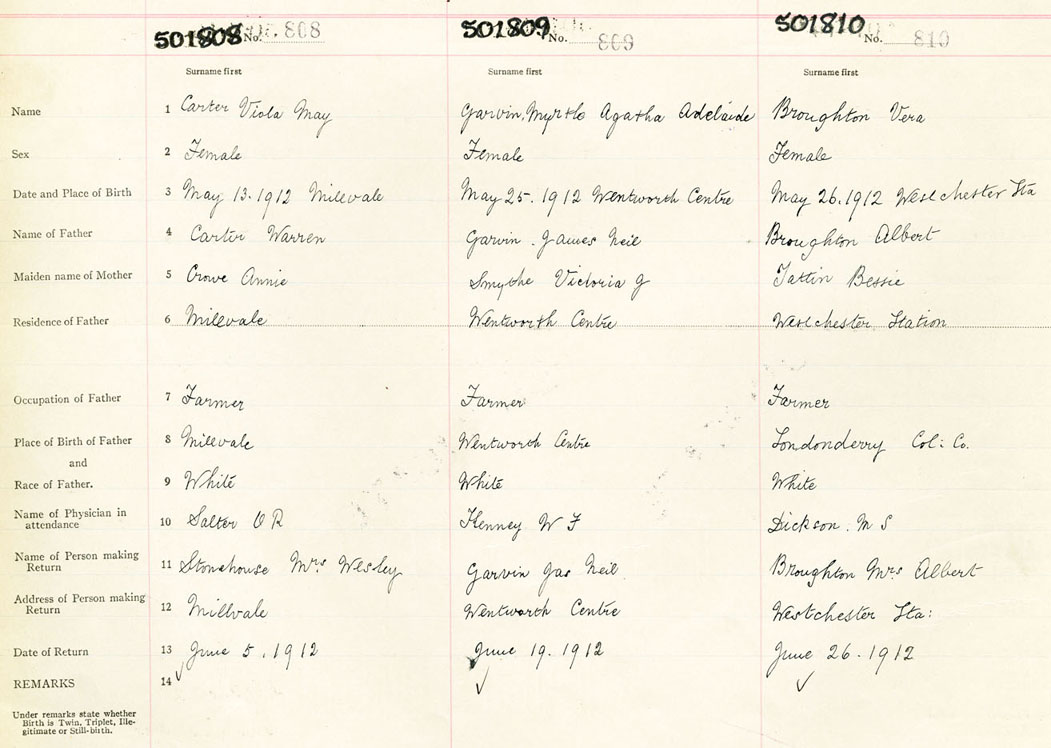 501808 No. 808 501809 No. 809 501810 No. 810
Surname first Surname first Surname first
Name 1 Carter Viola May Garvin, Myrtle Agatha Adelaide Broughton Vera
Sex 2 Female Female Female
Date and Place of Birth 3 May 13. 1912 Millvale May 25. 1912 Wentworth Centre May 26. 1912 Westchester Sta
Name of Father 4 Carter Warren Garvin. James Neil Broughton Albert
Maiden name of Mother 5 Crowe Annie Smythe Victoria G Tattin Bessie
Residence of Father 6 Millvale Wentworth Centre Westchester Station
Occupation of Father 7 Farmer Farmer Farmer
Place of Birth of Father 8 Millvale Wentworth Centre Londonderry Col: Co.
and
Race of Father. 9 White White White
Name of Physician in
attendance 10 Salter O R Kenney W F Dickson. M S
Name of Person making
Return 11 Stonehouse Mrs Wesley Garvin Jas Neil. Broughton Mrs Albert
Address of Person making
Return 12 Millvale Wentworth Centre Westchester Sta:
Date of Return 13 June 5. 1912 June 19. 1912 June 26. 1912
REMARKS 14
Under remarks state whether
Birth is Twin, Triplet, Ille-
gitimate or Still-birth.